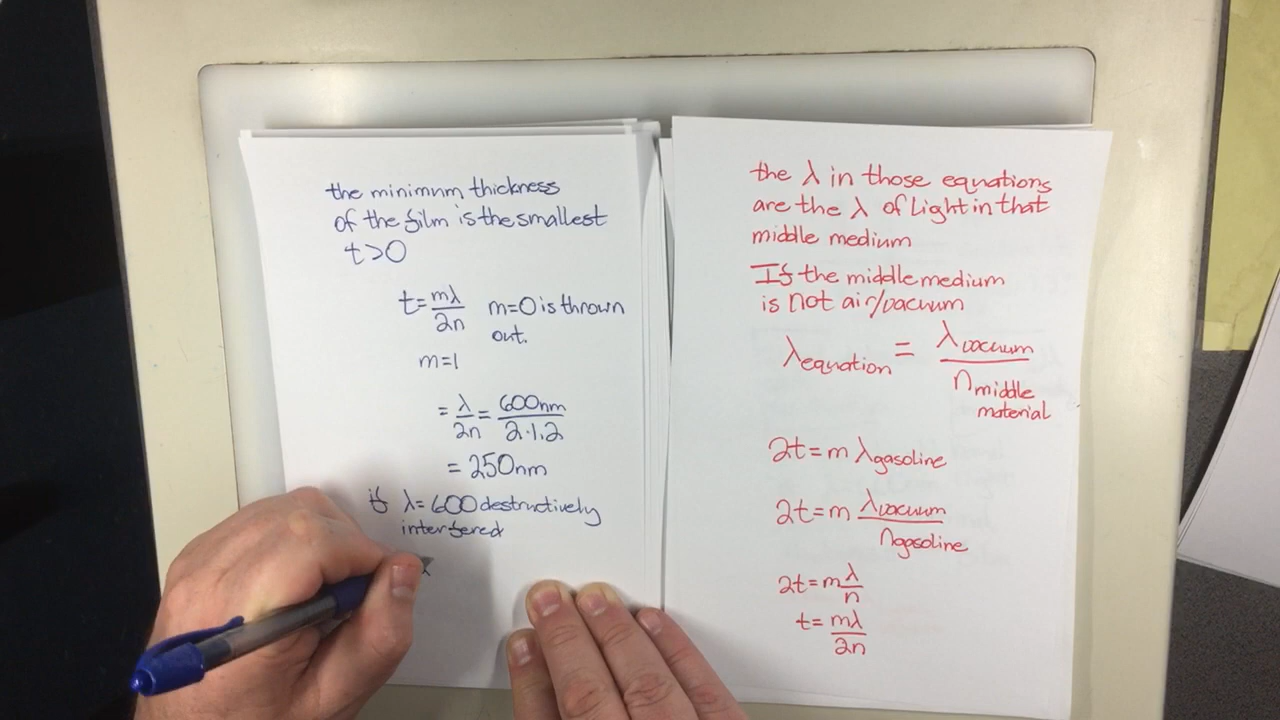 the minimum thickness
of the film is the smallest
t>0
t = mλ/2n m=0 is thrown
out.
m=1
= λ/2n = 600nm/2·1.2
= 250nm
if λ=600 destructively
interfered
the λ in those equations
are the λ of Light in that
middle medium
If the middle medium
is not air/vacuum
λequation = λvacuum/nmiddle
material
2t = m λgasoline
2t = m λvacuum/ngasoline
2t = m λ/n
t = mλ/2n